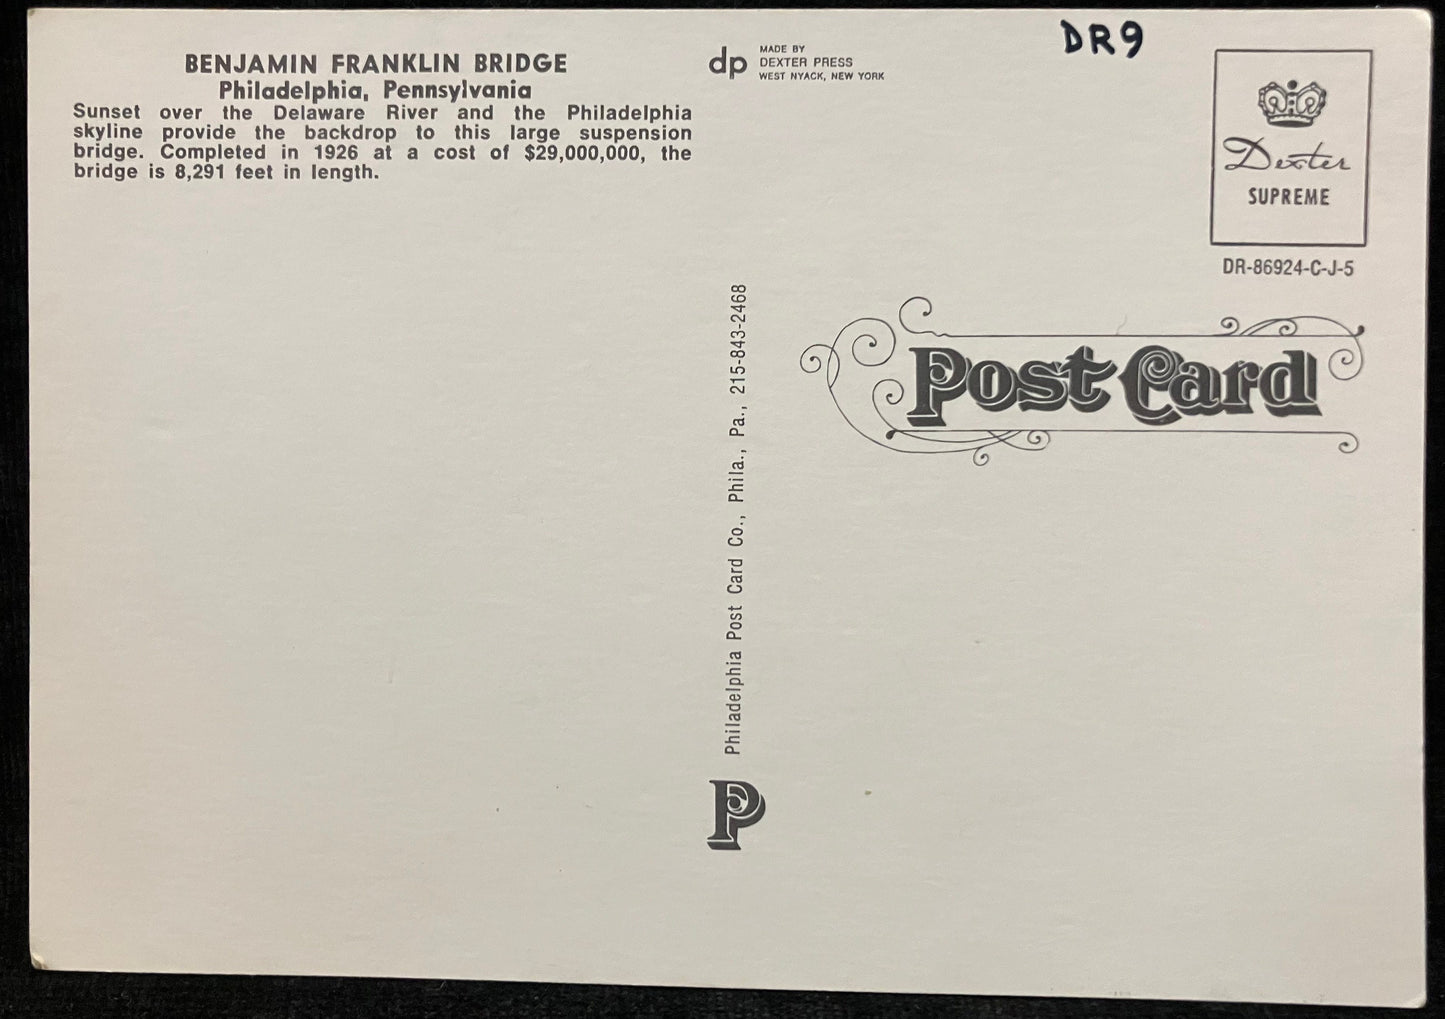 BENJAMIN FRANKLIN BRIDGE
Philadelphia, Pennsylvania
Sunset over the Delaware River and the Philadelphia
skyline provide the backdrop to this large suspension
bridge. Completed in 1926 at a cost of $29,000,000, the
bridge is 8,291 feet in length.
dp
MADE BY
DEXTER PRESS
WEST NYACK, NEW YORK
DR9
Dexter
SUPREME
DR-86924-C-J-5
Post Card
Philadelphia Post Card Co., Phila., Pa., 215-843-2468
P